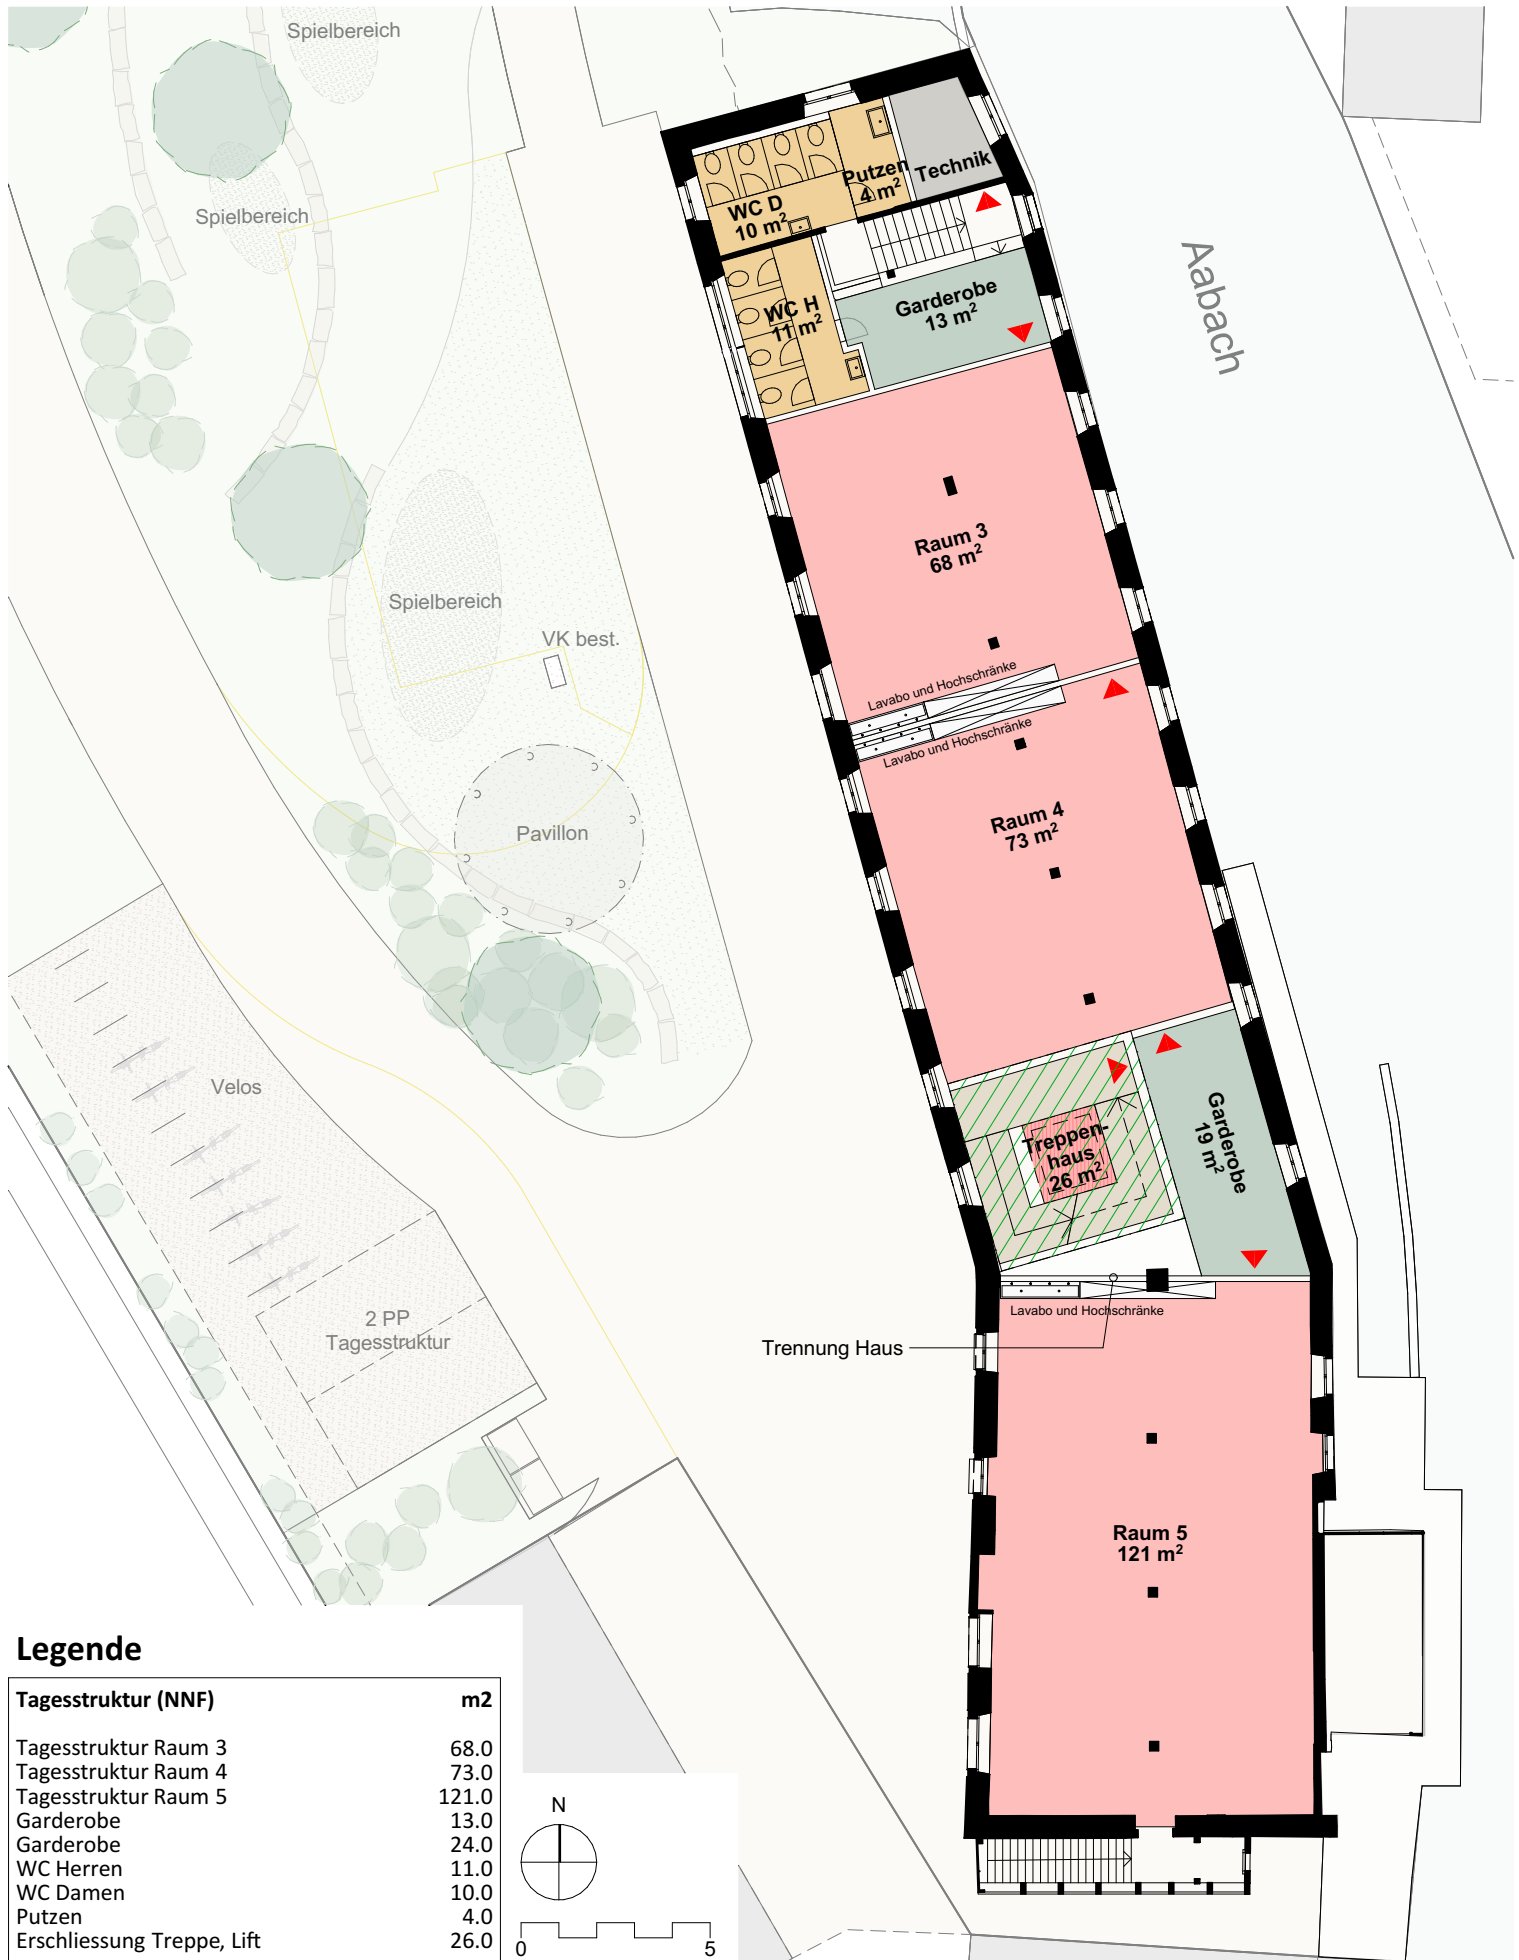 Spielbereich
Spielbereich
Putzen
4 m²
Technik
WC D
10 m²
Aabach
Garderobe
13 m²
WC H
11 m²
Raum 3
68 m²
Spielbereich
VK best.
Lavabo und Hochschränke
Lavabo und Hochschränke
Raum 4
73 m²
Pavillon
Velos
Treppen-
haus
26 m²
Garderobe
19 m²
Lavabo und Hochschränke
2 PP
Tagesstruktur
Trennung Haus
Raum 5
121 m²
Legende
Tagesstruktur (NNF) m2
Tagesstruktur Raum 3 68.0
Tagesstruktur Raum 4 73.0
Tagesstruktur Raum 5 121.0
Garderobe 13.0
Garderobe 24.0
WC Herren 11.0
WC Damen 10.0
Putzen 4.0
Erschliessung Treppe, Lift 26.0
N
0 5